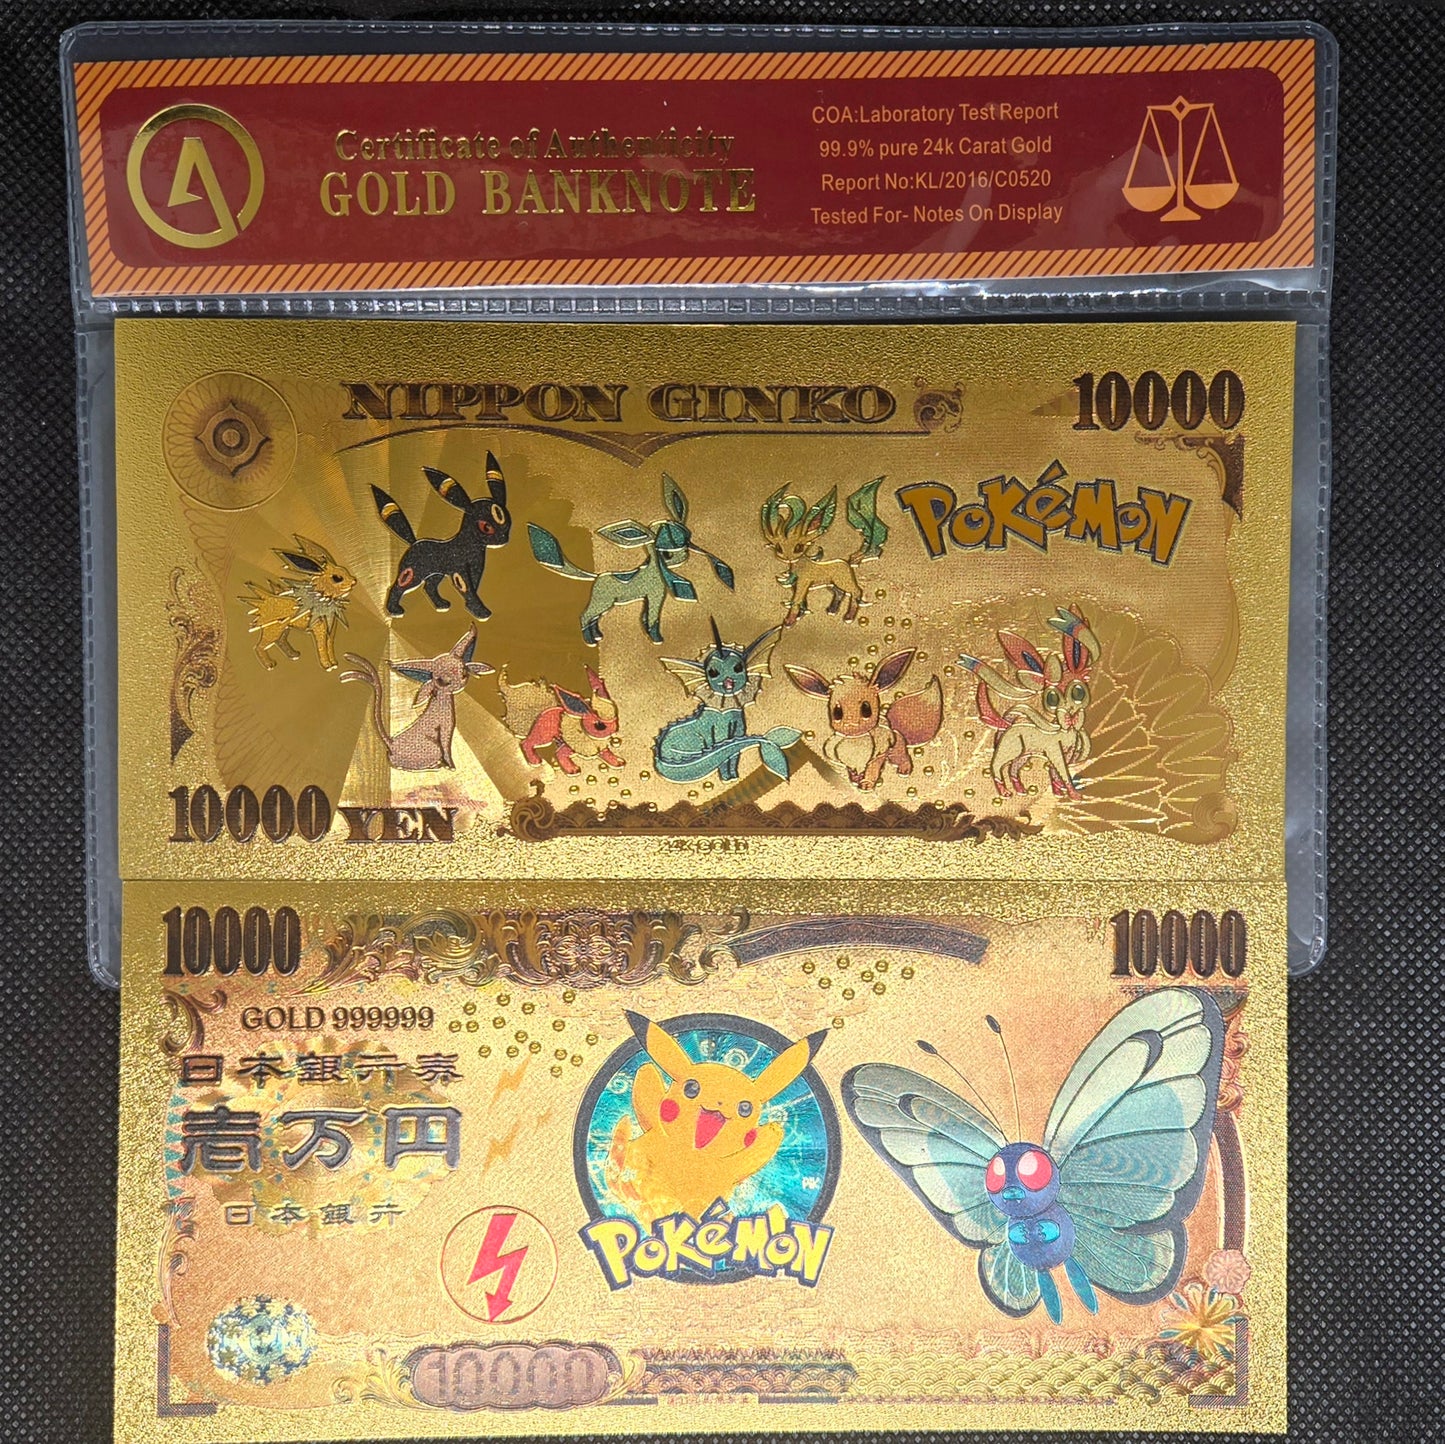 Certificate of Authenticity
GOLD BANKNOTE
COA:Laboratory Test Report
99.9% pure 24k Carat Gold
Report No:KL/2016/C0520
Tested For- Notes On Display
NIPPON GINKO
10000
POKéMON
10000 YEN
24K GOLD
10000
10000
GOLD 999999
日本銀行券
壱万円
日本銀行
POKéMON
10000